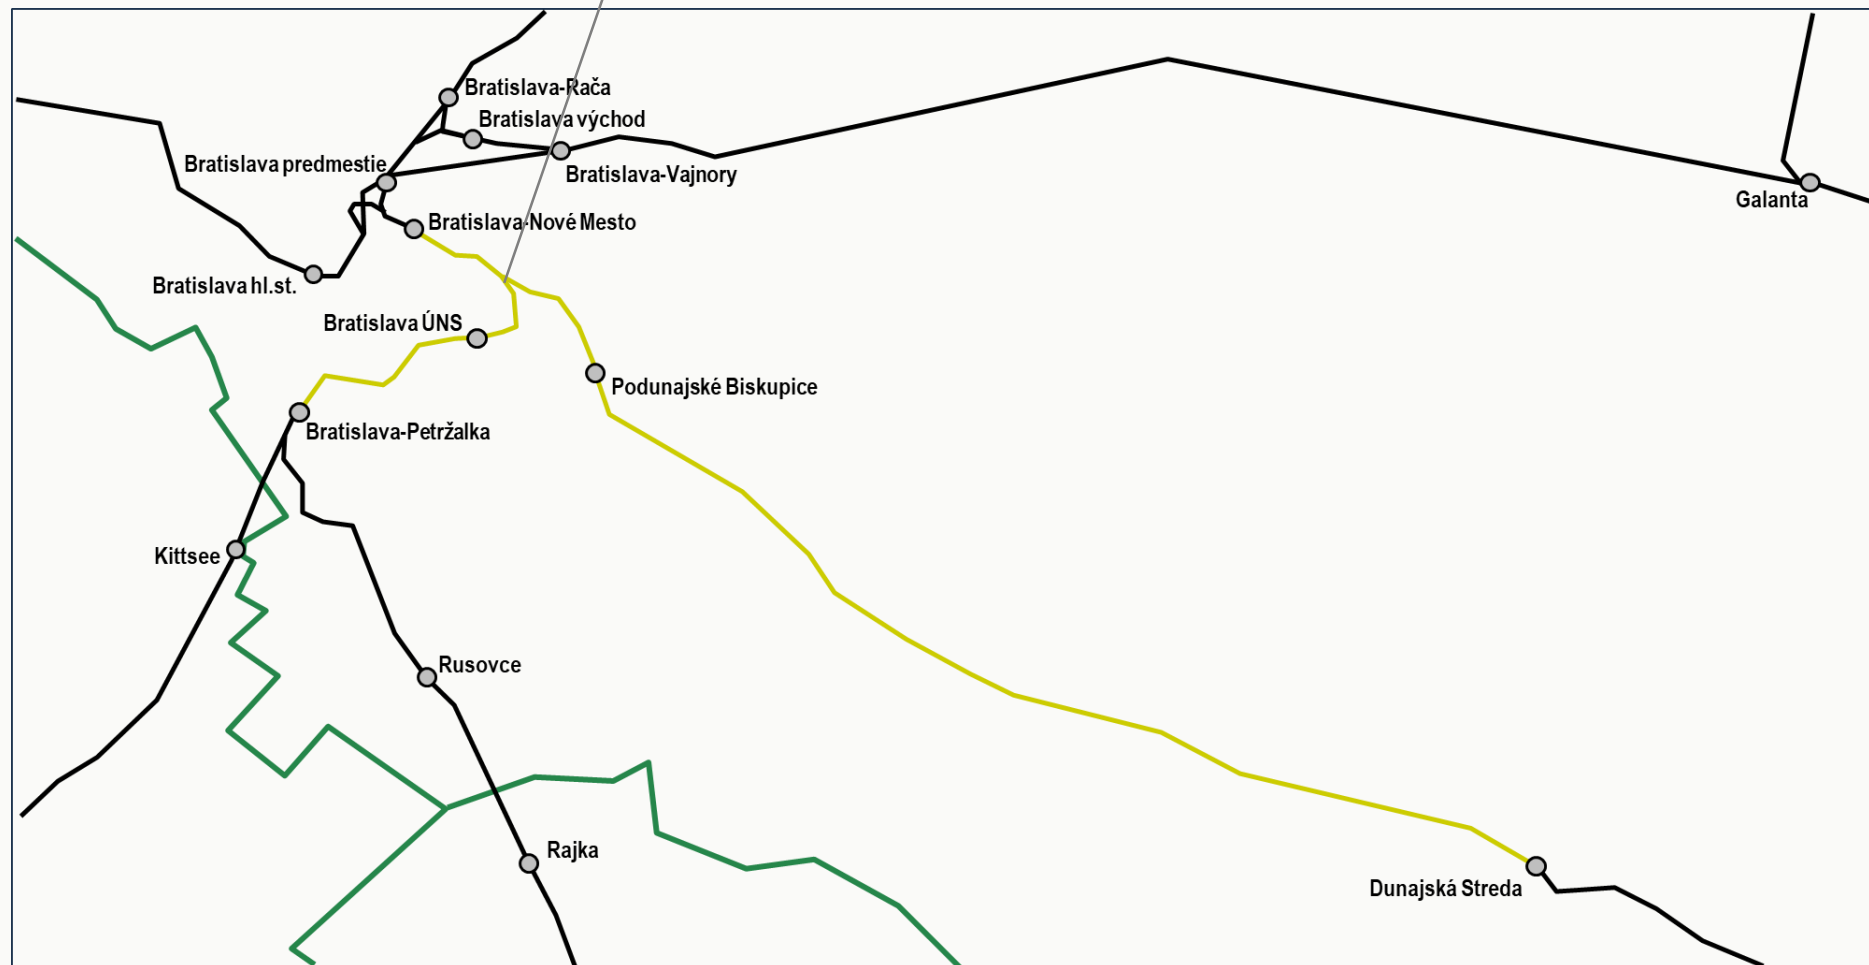 Bratislava-Rača
Bratislava východ
Bratislava predmestie
Bratislava-Vajnory
Galanta
Bratislava-Nové Mesto
Bratislava hl.st.
Bratislava ÚNS
Podunajské Biskupice
Bratislava-Petržalka
Kittsee
Rusovce
Rajka
Dunajská Streda